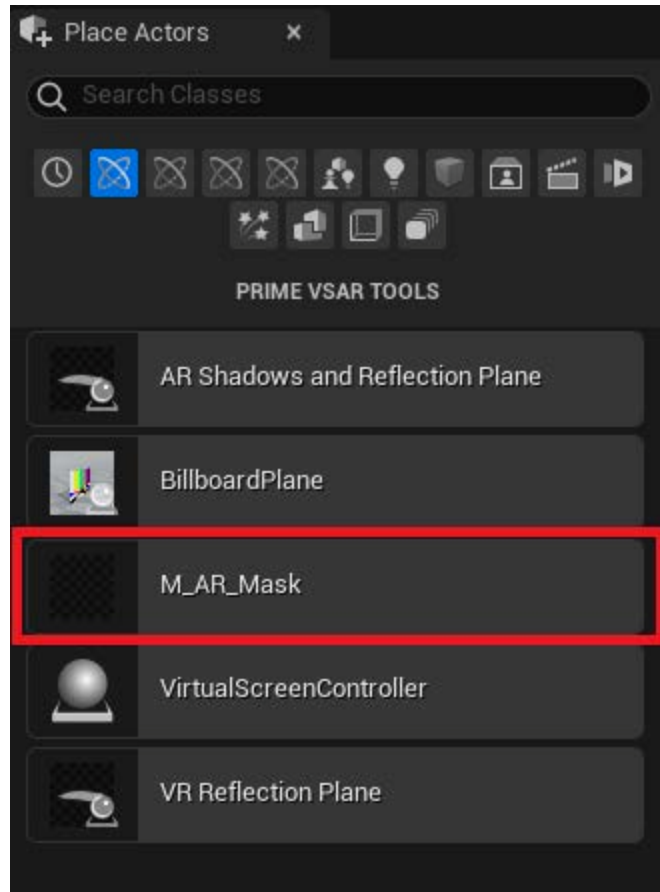 Place Actors
Search Classes
PRIME VSAR TOOLS
AR Shadows and Reflection Plane
BillboardPlane
M_AR_Mask
VirtualScreenController
VR Reflection Plane